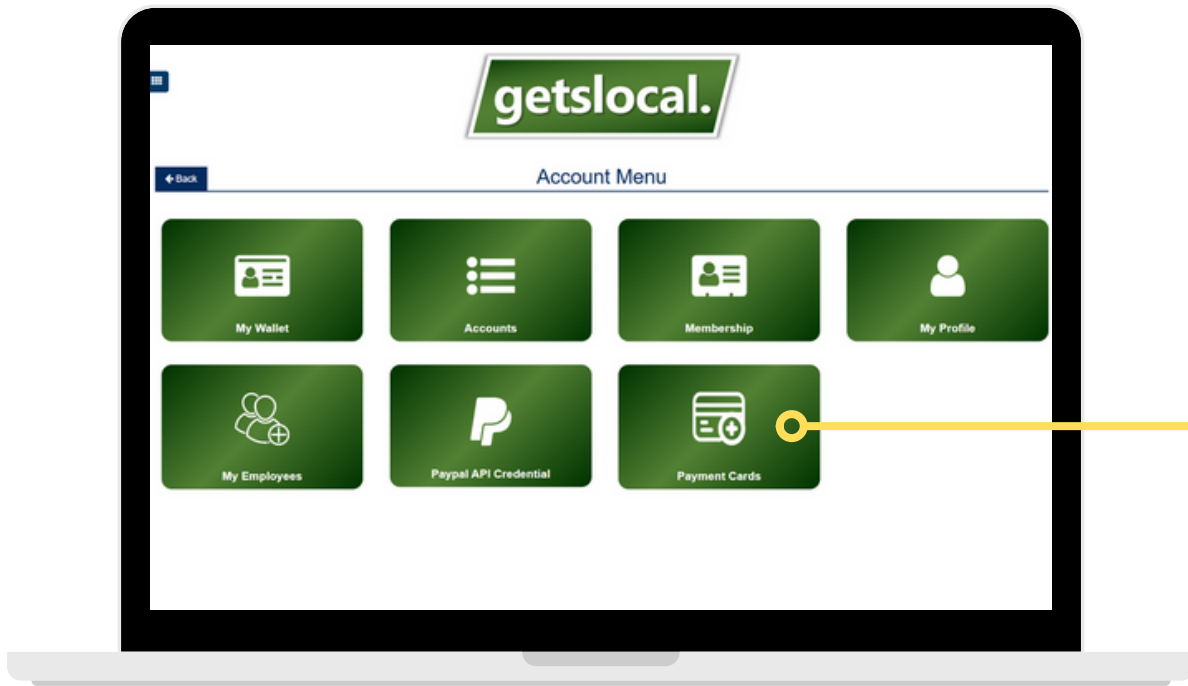 getslocal.
Back
Account Menu
My Wallet
Accounts
Membership
My Profile
My Employees
Paypal API Credential
Payment Cards